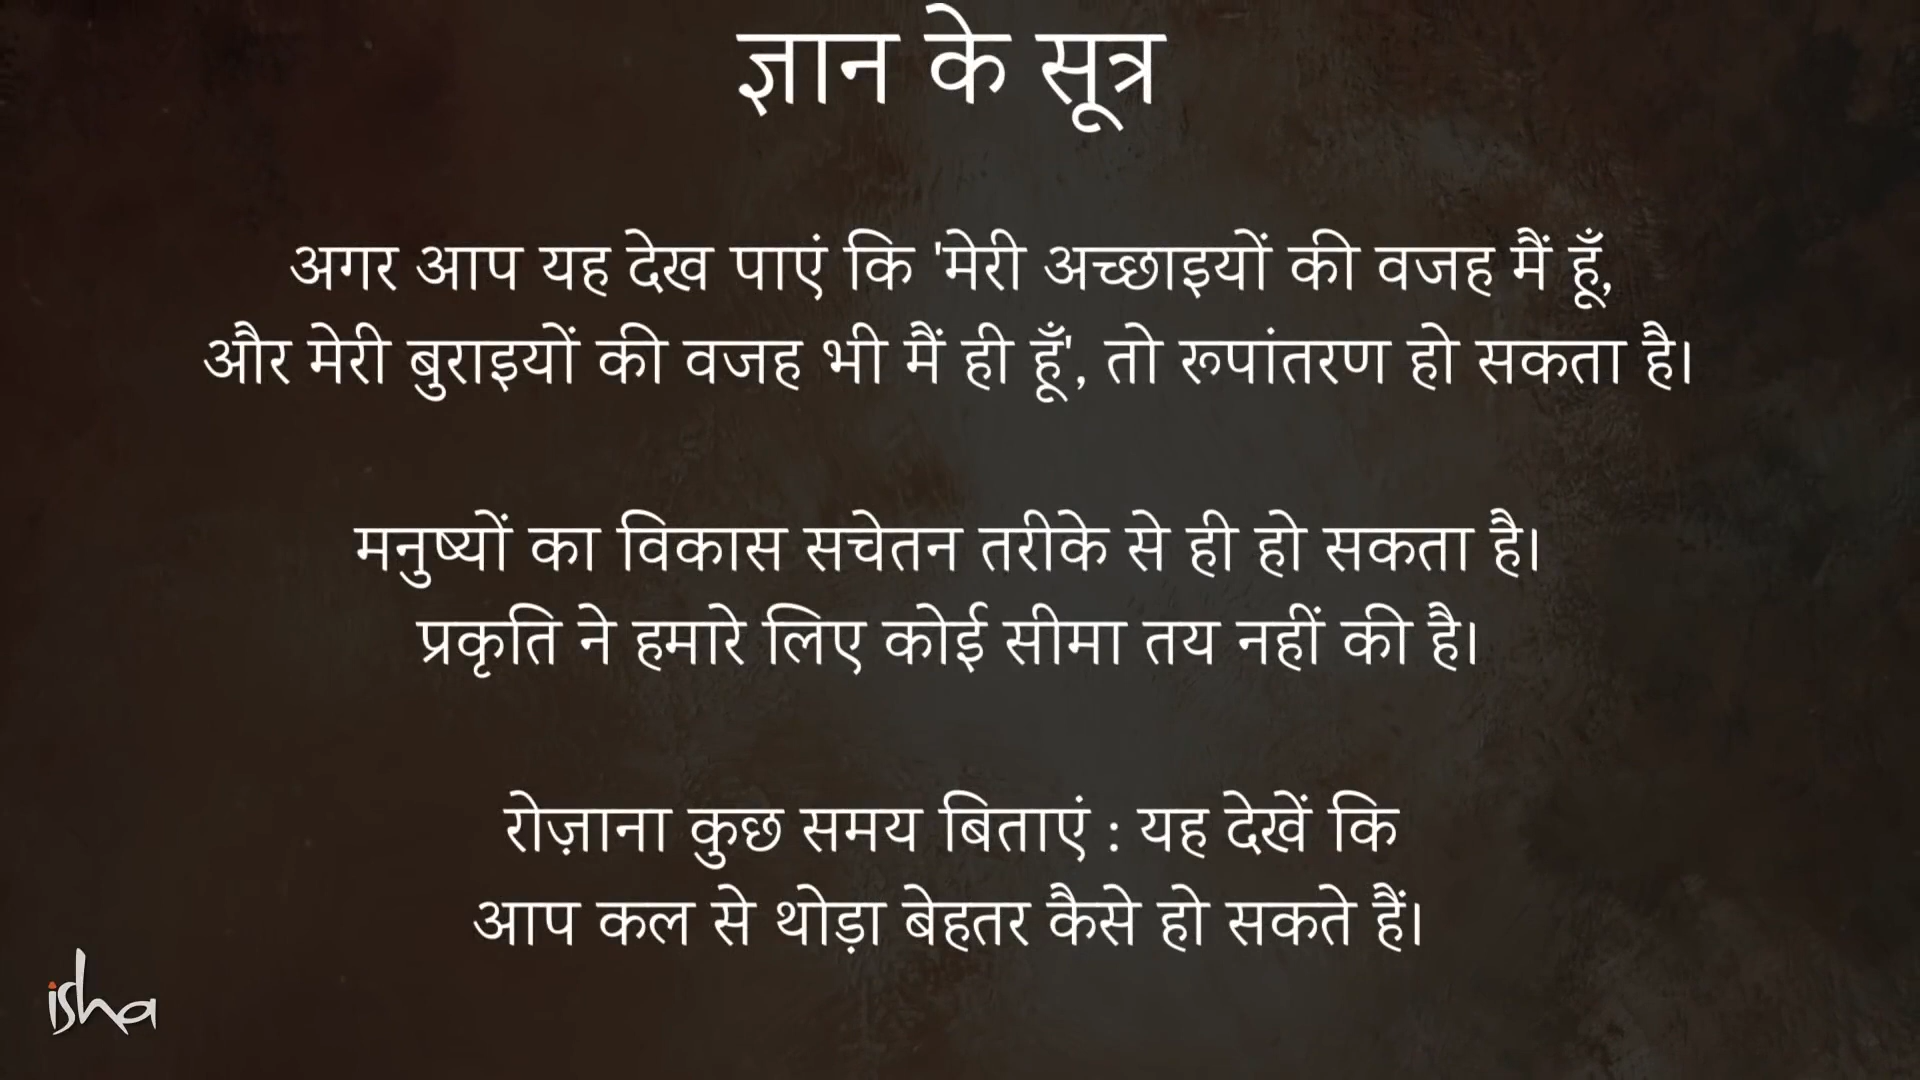 ज्ञान के सूत्र
अगर आप यह देख पाएं कि 'मेरी अच्छाइयों की वजह मैं हूँ,
और मेरी बुराइयों की वजह भी मैं ही हूँ', तो रूपांतरण हो सकता है।
मनुष्यों का विकास सचेतन तरीके से ही हो सकता है।
प्रकृति ने हमारे लिए कोई सीमा तय नहीं की है।
रोज़ाना कुछ समय बिताएं : यह देखें कि
आप कल से थोड़ा बेहतर कैसे हो सकते हैं।
isha